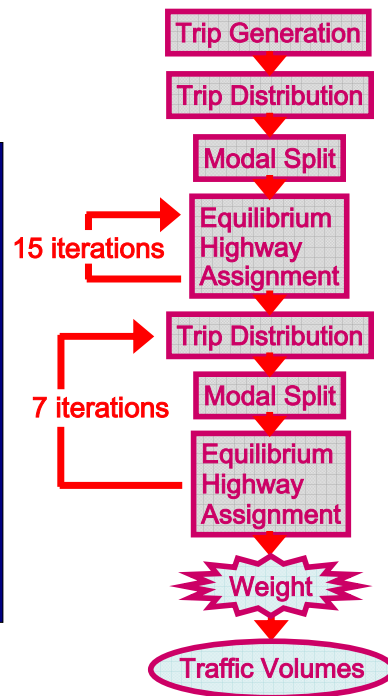 Trip Generation
Trip Distribution
Modal Split
15 iterations
Equilibrium
Highway
Assignment
Trip Distribution
7 iterations
Modal Split
Equilibrium
Highway
Assignment
Weight
Traffic Volumes